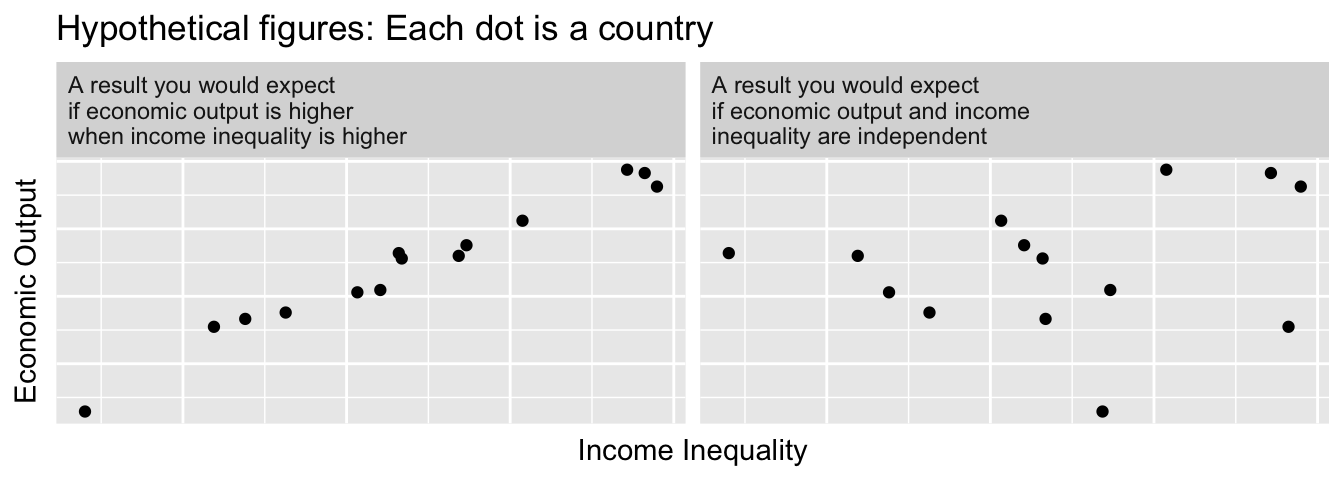 Hypothetical figures: Each dot is a country
A result you would expect
if economic output is higher
when income inequality is higher
A result you would expect
if economic output and income
inequality are independent
Economic Output
Income Inequality